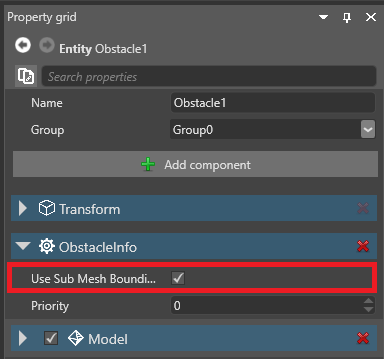 Property grid
Entity Obstacle1
Search properties
Name Obstacle1
Group Group0
Add component
Transform
ObstacleInfo
Use Sub Mesh Boundi...
Priority 0
Model